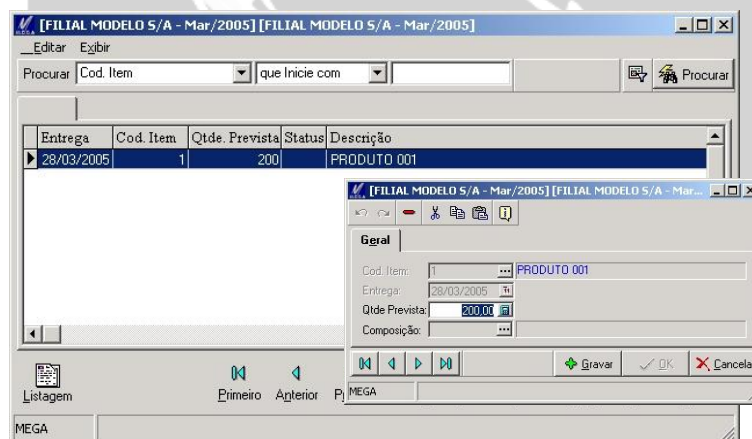 [FILIAL MODELO S/A - Mar/2005] [FILIAL MODELO S/A - Mar/2005]
Editar Exibir
Procurar Cod. Item que Inicie com Procurar
Entrega Cod. Item Qtde. Prevista Status Descrição
28/03/2005 1 200 PRODUTO 001
[FILIAL MODELO S/A - Mar/2005] [FILIAL MODELO S/A - Mar...
Geral
Cod. Item: 1 PRODUTO 001
Entrega: 28/03/2005
Qtde Prevista: 200,00
Composição:
Gravar OK Cancela
MEGA
Listagem Primeiro Anterior
MEGA